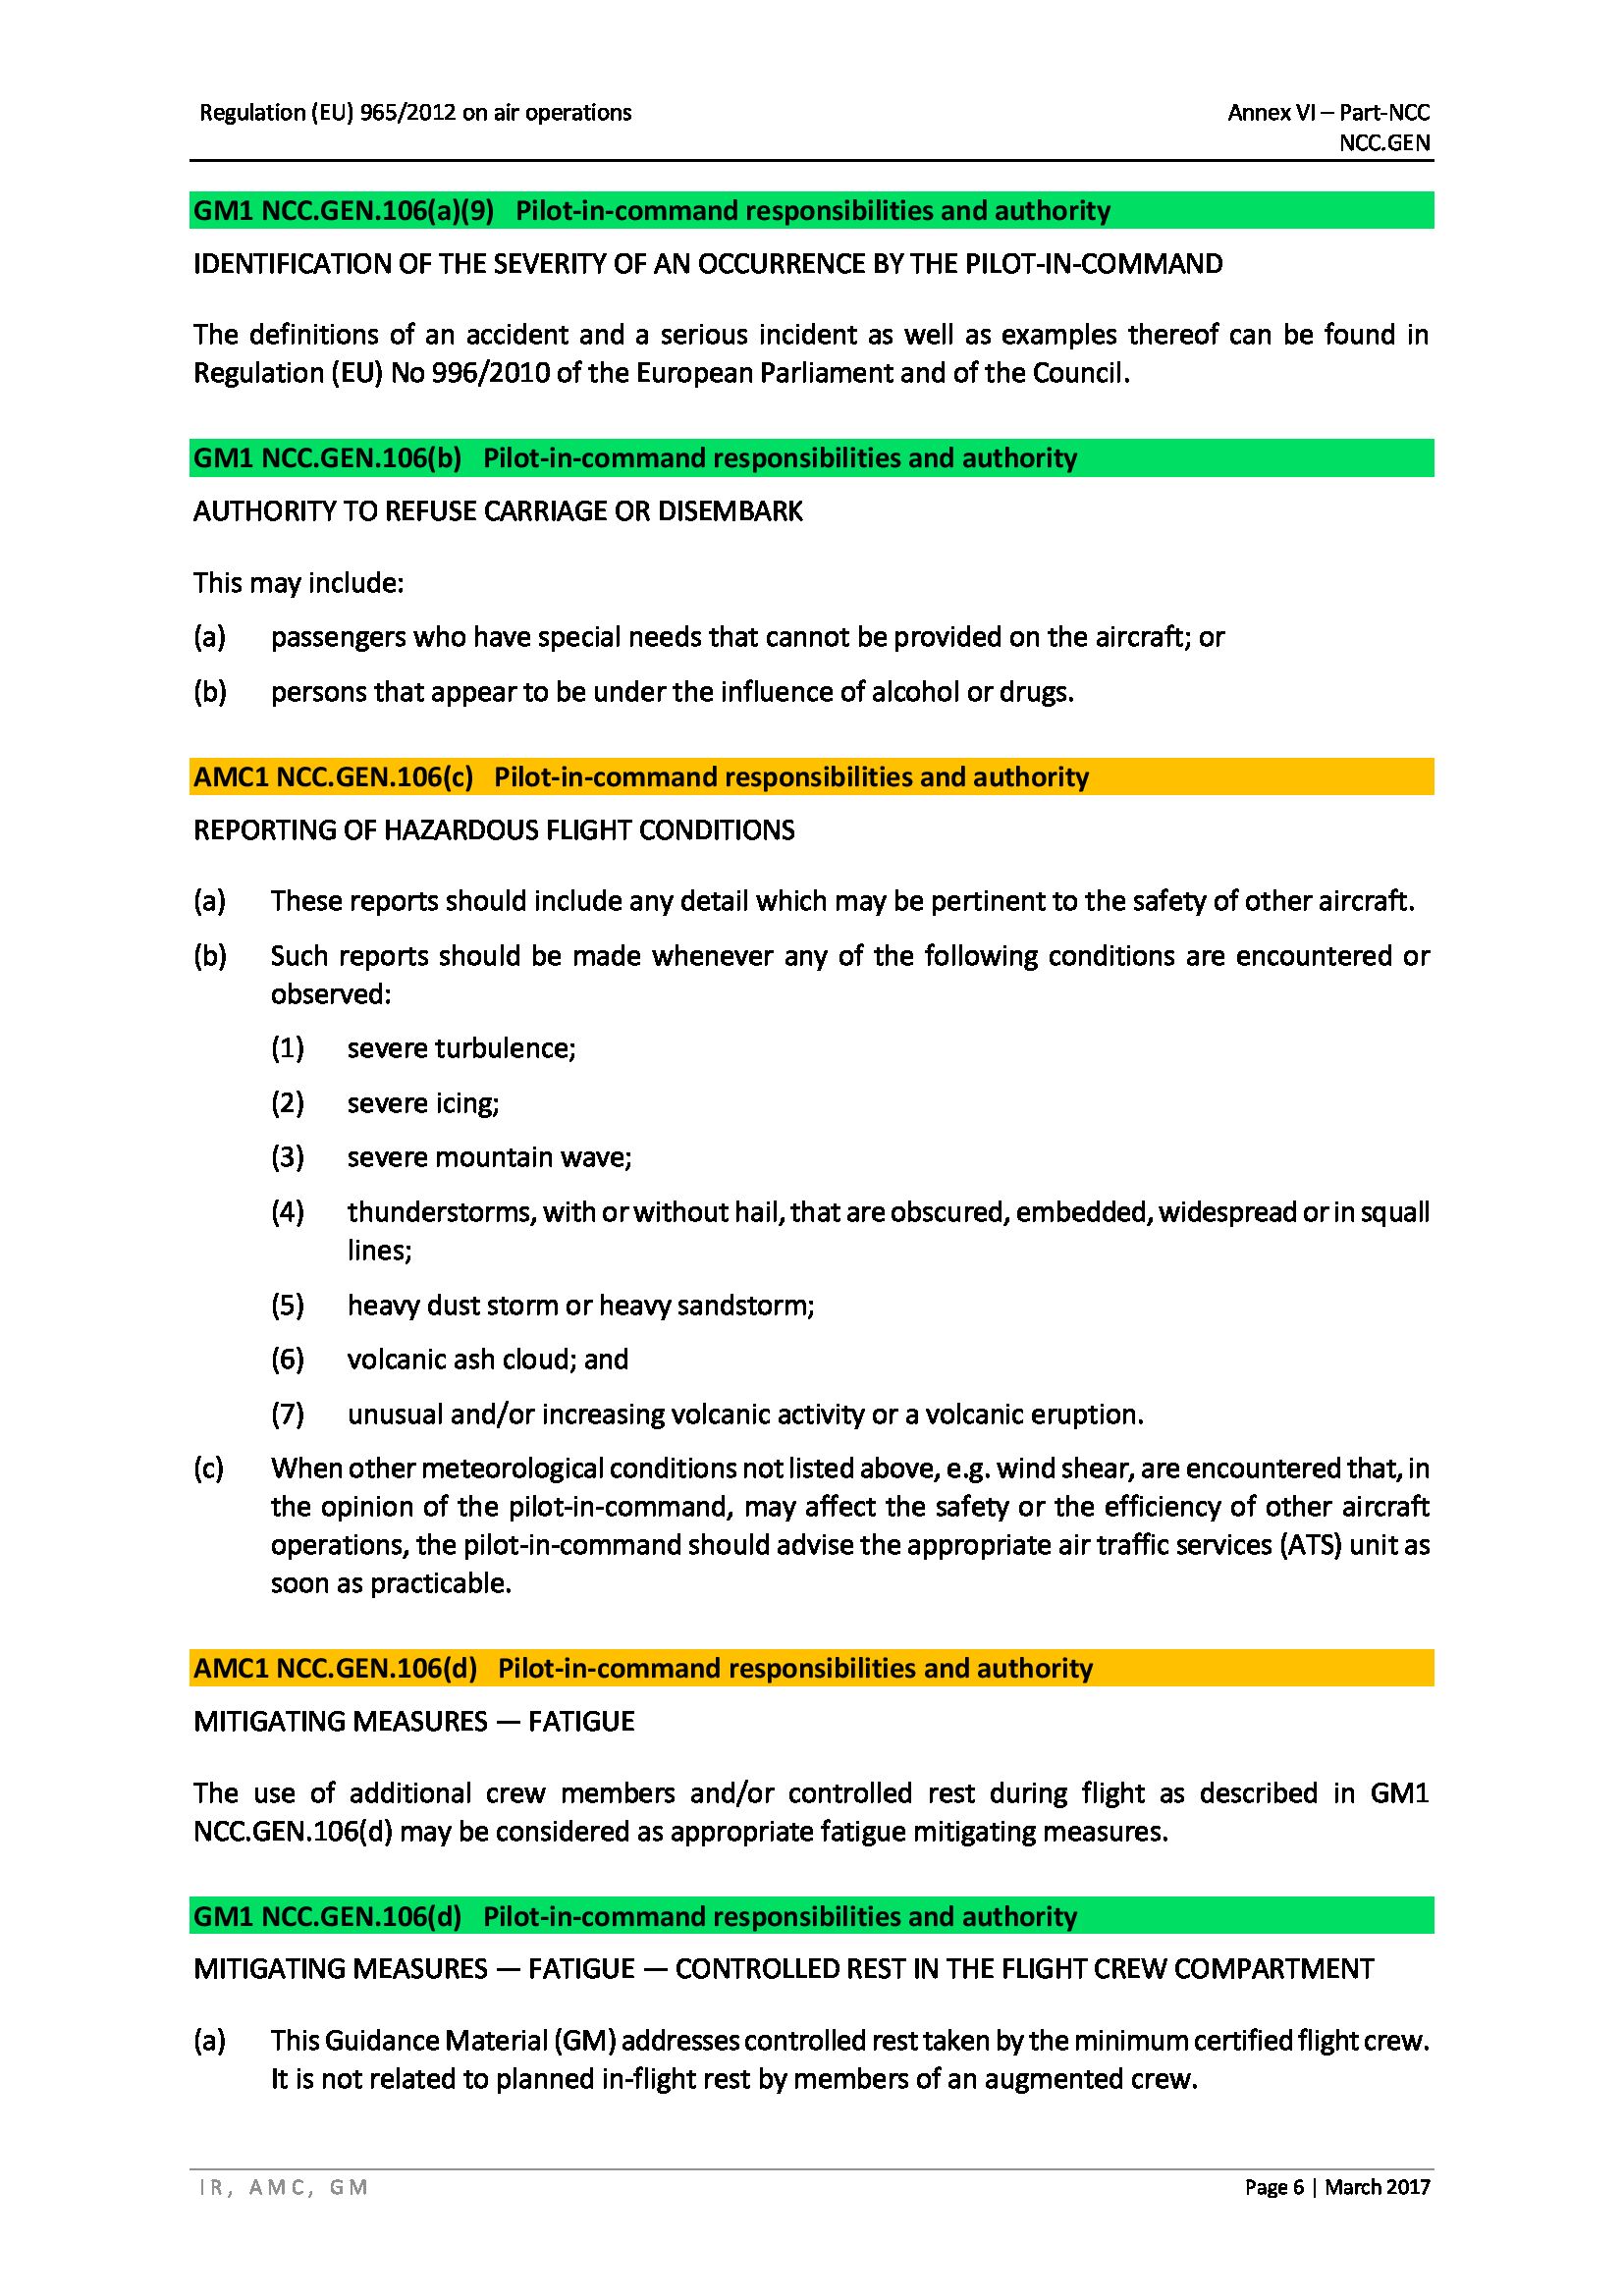 Regulation (EU) 965/2012 on air operations
Annex VI – Part-NCC
NCC.GEN
GM1 NCC.GEN.106(a)(9) Pilot-in-command responsibilities and authority
IDENTIFICATION OF THE SEVERITY OF AN OCCURRENCE BY THE PILOT-IN-COMMAND
The definitions of an accident and a serious incident as well as examples thereof can be found in
Regulation (EU) No 996/2010 of the European Parliament and of the Council.
GM1 NCC.GEN.106(b) Pilot-in-command responsibilities and authority
AUTHORITY TO REFUSE CARRIAGE OR DISEMBARK
This may include:
(a) passengers who have special needs that cannot be provided on the aircraft; or
(b) persons that appear to be under the influence of alcohol or drugs.
AMC1 NCC.GEN.106(c) Pilot-in-command responsibilities and authority
REPORTING OF HAZARDOUS FLIGHT CONDITIONS
(a) These reports should include any detail which may be pertinent to the safety of other aircraft.
(b) Such reports should be made whenever any of the following conditions are encountered or
observed:
(1) severe turbulence;
(2) severe icing;
(3) severe mountain wave;
(4) thunderstorms, with or without hail, that are obscured, embedded, widespread or in squall
lines;
(5) heavy dust storm or heavy sandstorm;
(6) volcanic ash cloud; and
(7) unusual and/or increasing volcanic activity or a volcanic eruption.
(c) When other meteorological conditions not listed above, e.g. wind shear, are encountered that, in
the opinion of the pilot-in-command, may affect the safety or the efficiency of other aircraft
operations, the pilot-in-command should advise the appropriate air traffic services (ATS) unit as
soon as practicable.
AMC1 NCC.GEN.106(d) Pilot-in-command responsibilities and authority
MITIGATING MEASURES — FATIGUE
The use of additional crew members and/or controlled rest during flight as described in GM1
NCC.GEN.106(d) may be considered as appropriate fatigue mitigating measures.
GM1 NCC.GEN.106(d) Pilot-in-command responsibilities and authority
MITIGATING MEASURES — FATIGUE — CONTROLLED REST IN THE FLIGHT CREW COMPARTMENT
(a) This Guidance Material (GM) addresses controlled rest taken by the minimum certified flight crew.
It is not related to planned in-flight rest by members of an augmented crew.
IR, AMC, GM
Page 6 | March 2017